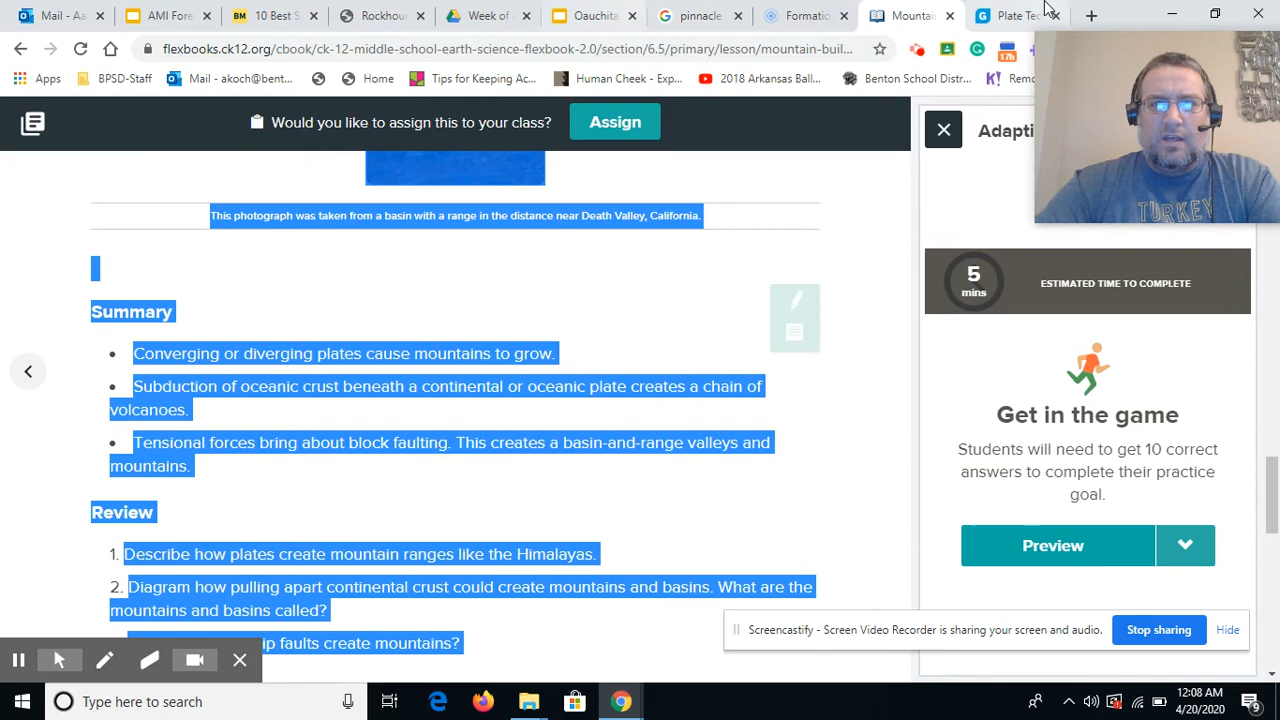 Mail - Aa
AMI Fore
10 Best S
Rockhou
Week of
Oauchita
pinnacle
Formatio
Mountain
Plate Tec
flexbooks.ck12.org/cbook/ck-12-middle-school-earth-science-flexbook-2.0/section/6.5/primary/lesson/mountain-buil...
17h
Apps
BPSD-Staff
Mail - akoch@bent...
Home
Tips for Keeping Ac...
Human Cheek - Exp...
2018 Arkansas Ball...
Benton School Distr...
Remo
Would you like to assign this to your class?
Assign
Adapti
TURKEY
This photograph was taken from a basin with a range in the distance near Death Valley, California.
5
mins
ESTIMATED TIME TO COMPLETE
Summary
Converging or diverging plates cause mountains to grow.
Subduction of oceanic crust beneath a continental or oceanic plate creates a chain of
volcanoes.
Tensional forces bring about block faulting. This creates a basin-and-range valleys and
mountains.
Get in the game
Students will need to get 10 correct
answers to complete their practice
goal.
Preview
Review
1. Describe how plates create mountain ranges like the Himalayas.
2. Diagram how pulling apart continental crust could create mountains and basins. What are the
mountains and basins called?
ip faults create mountains?
Screencastify - Screen Video Recorder is sharing your screen and audio.
Stop sharing
Hide
Type here to search
12:08 AM
4/20/2020
9